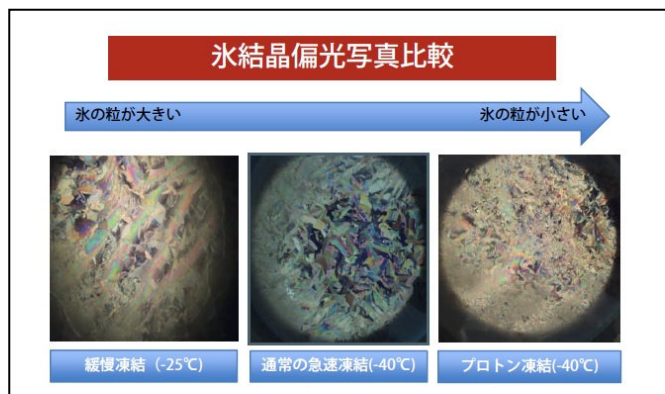 氷結晶偏光写真比較
氷の粒が大きい
氷の粒が小さい
緩慢凍結（-25℃)
通常の急速凍結(-40℃)
プロトン凍結(-40℃)